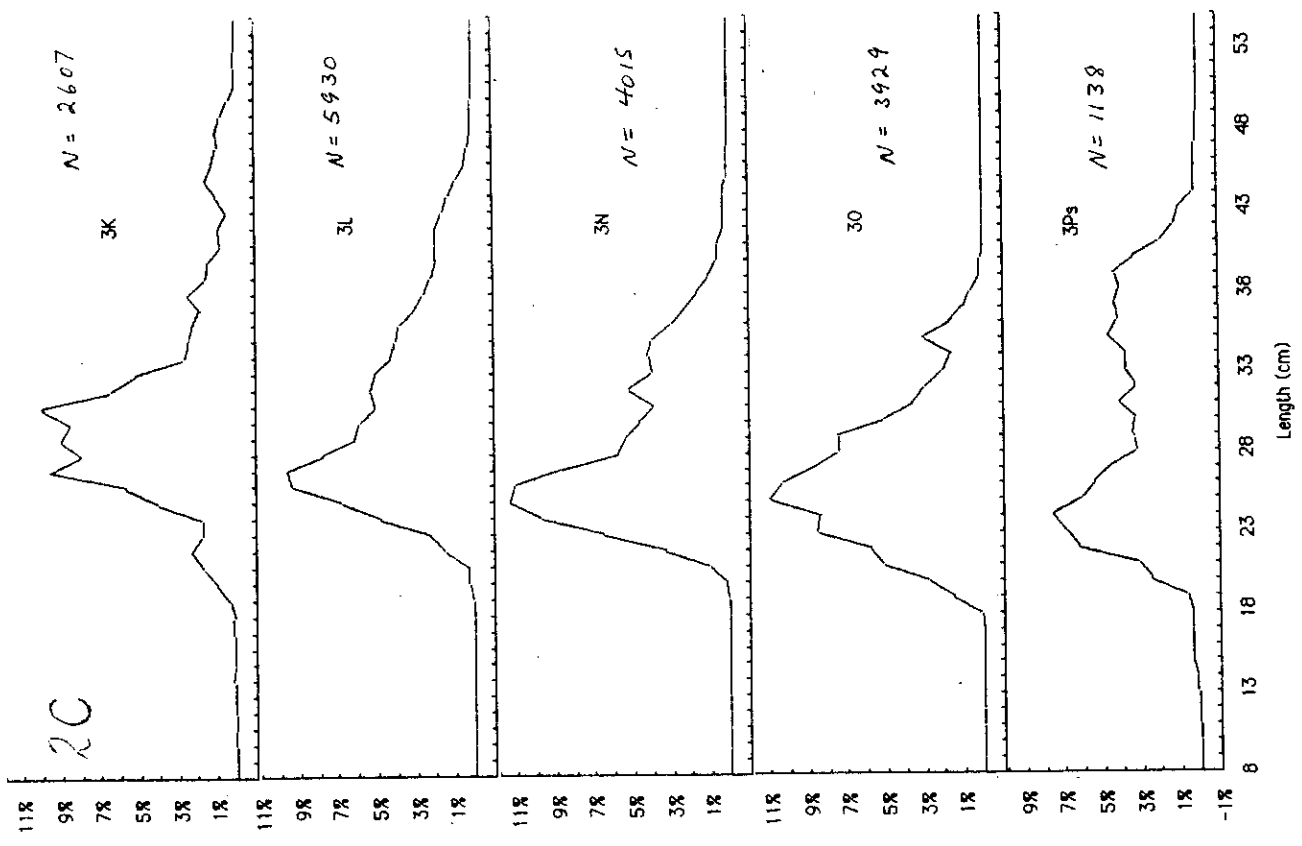 2C
11%
9%
7%
5%
3%
1%
3K
N = 2607
11%
9%
7%
5%
3%
1%
3L
N = 5930
11%
9%
7%
5%
3%
1%
3N
N = 4015
11%
9%
7%
5%
3%
1%
3O
N = 3929
9%
7%
5%
3%
1%
-1%
3Ps
N = 1138
8 13 18 23 28 33 38 43 48 53
Length (cm)